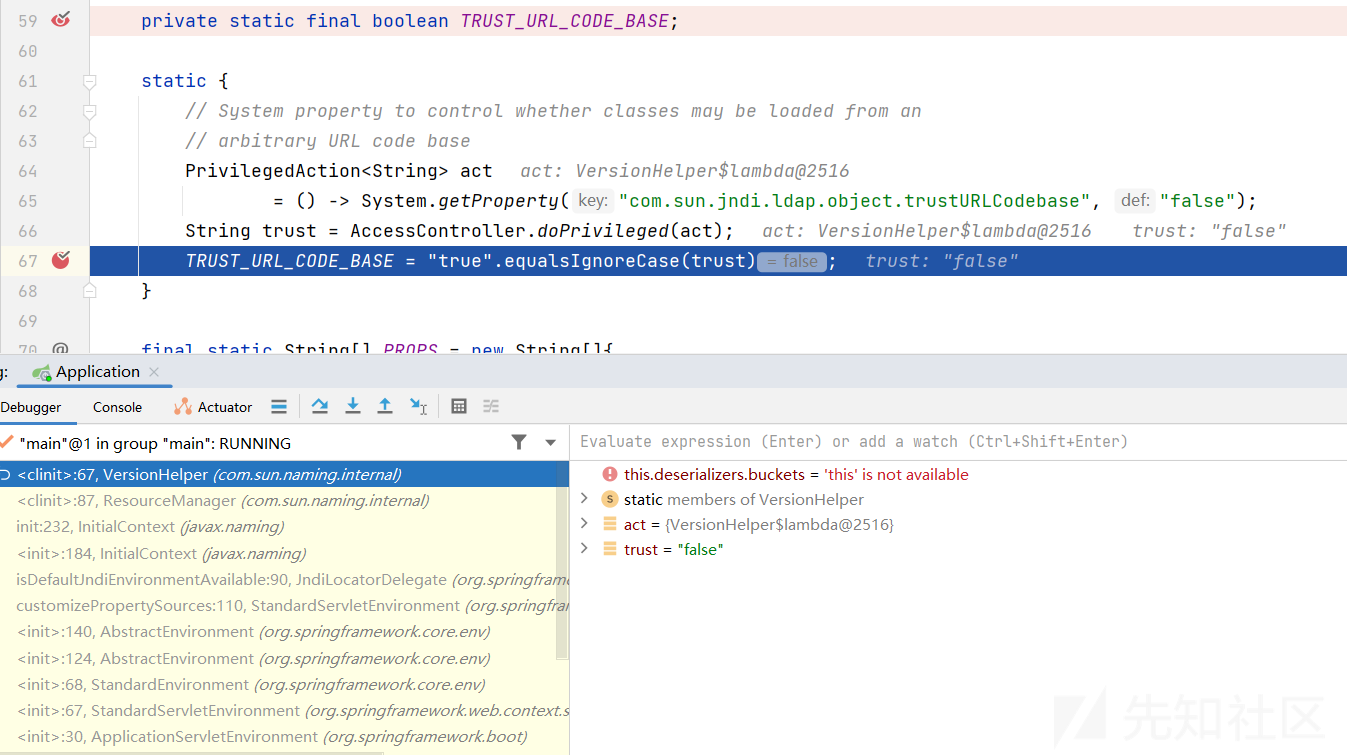 59 private static final boolean TRUST_URL_CODE_BASE;
60
61 static {
62 // System property to control whether classes may be loaded from an
63 // arbitrary URL code base
64 PrivilegedAction<String> act act: VersionHelper$lambda@2516
65 = () -> System.getProperty( key: "com.sun.jndi.ldap.object.trustURLCodebase", def: "false");
66 String trust = AccessController.doPrivileged(act); act: VersionHelper$lambda@2516 trust: "false"
67 TRUST_URL_CODE_BASE = "true".equalsIgnoreCase(trust) = false ; trust: "false"
68 }
69
70 @ final static String[] PROPS = new String[]{
g: Application
Debugger Console Actuator
"main"@1 in group "main": RUNNING
Evaluate expression (Enter) or add a watch (Ctrl+Shift+Enter)
<clinit>:67, VersionHelper (com.sun.naming.internal)
<clinit>:87, ResourceManager (com.sun.naming.internal)
init:232, InitialContext (javax.naming)
<init>:184, InitialContext (javax.naming)
isDefaultJndiEnvironmentAvailable:90, JndiLocatorDelegate (org.springframe
customizePropertySources:110, StandardServletEnvironment (org.springfra
<init>:140, AbstractEnvironment (org.springframework.core.env)
<init>:124, AbstractEnvironment (org.springframework.core.env)
<init>:68, StandardEnvironment (org.springframework.core.env)
<init>:67, StandardServletEnvironment (org.springframework.web.context.s
<init>:30, ApplicationServletEnvironment (org.springframework.boot)
this.deserializers.buckets = 'this' is not available
static members of VersionHelper
act = {VersionHelper$lambda@2516}
trust = "false"
先知社区